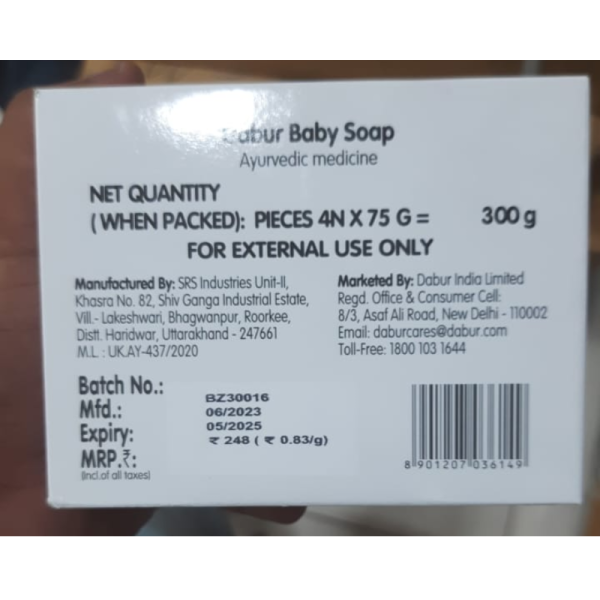 Dabur Baby Soap
Ayurvedic medicine
NET QUANTITY
(WHEN PACKED): PIECES 4N X 75 G = 300 g
FOR EXTERNAL USE ONLY
Manufactured By: SRS Industries Unit-II,
Khasra No. 82, Shiv Ganga Industrial Estate,
Vill.- Lakeshwari, Bhagwanpur, Roorkee,
Distt. Haridwar, Uttarakhand - 247661
M.L : UK.AY-437/2020
Marketed By: Dabur India Limited
Regd. Office & Consumer Cell:
8/3, Asaf Ali Road, New Delhi - 110002
Email: daburcares@dabur.com
Toll-Free: 1800 103 1644
Batch No.: BZ30016
Mfd.: 06/2023
Expiry: 05/2025
MRP.₹: ₹ 248 ( ₹ 0.83/g)
(Incl.of all taxes)
8 901207 036149